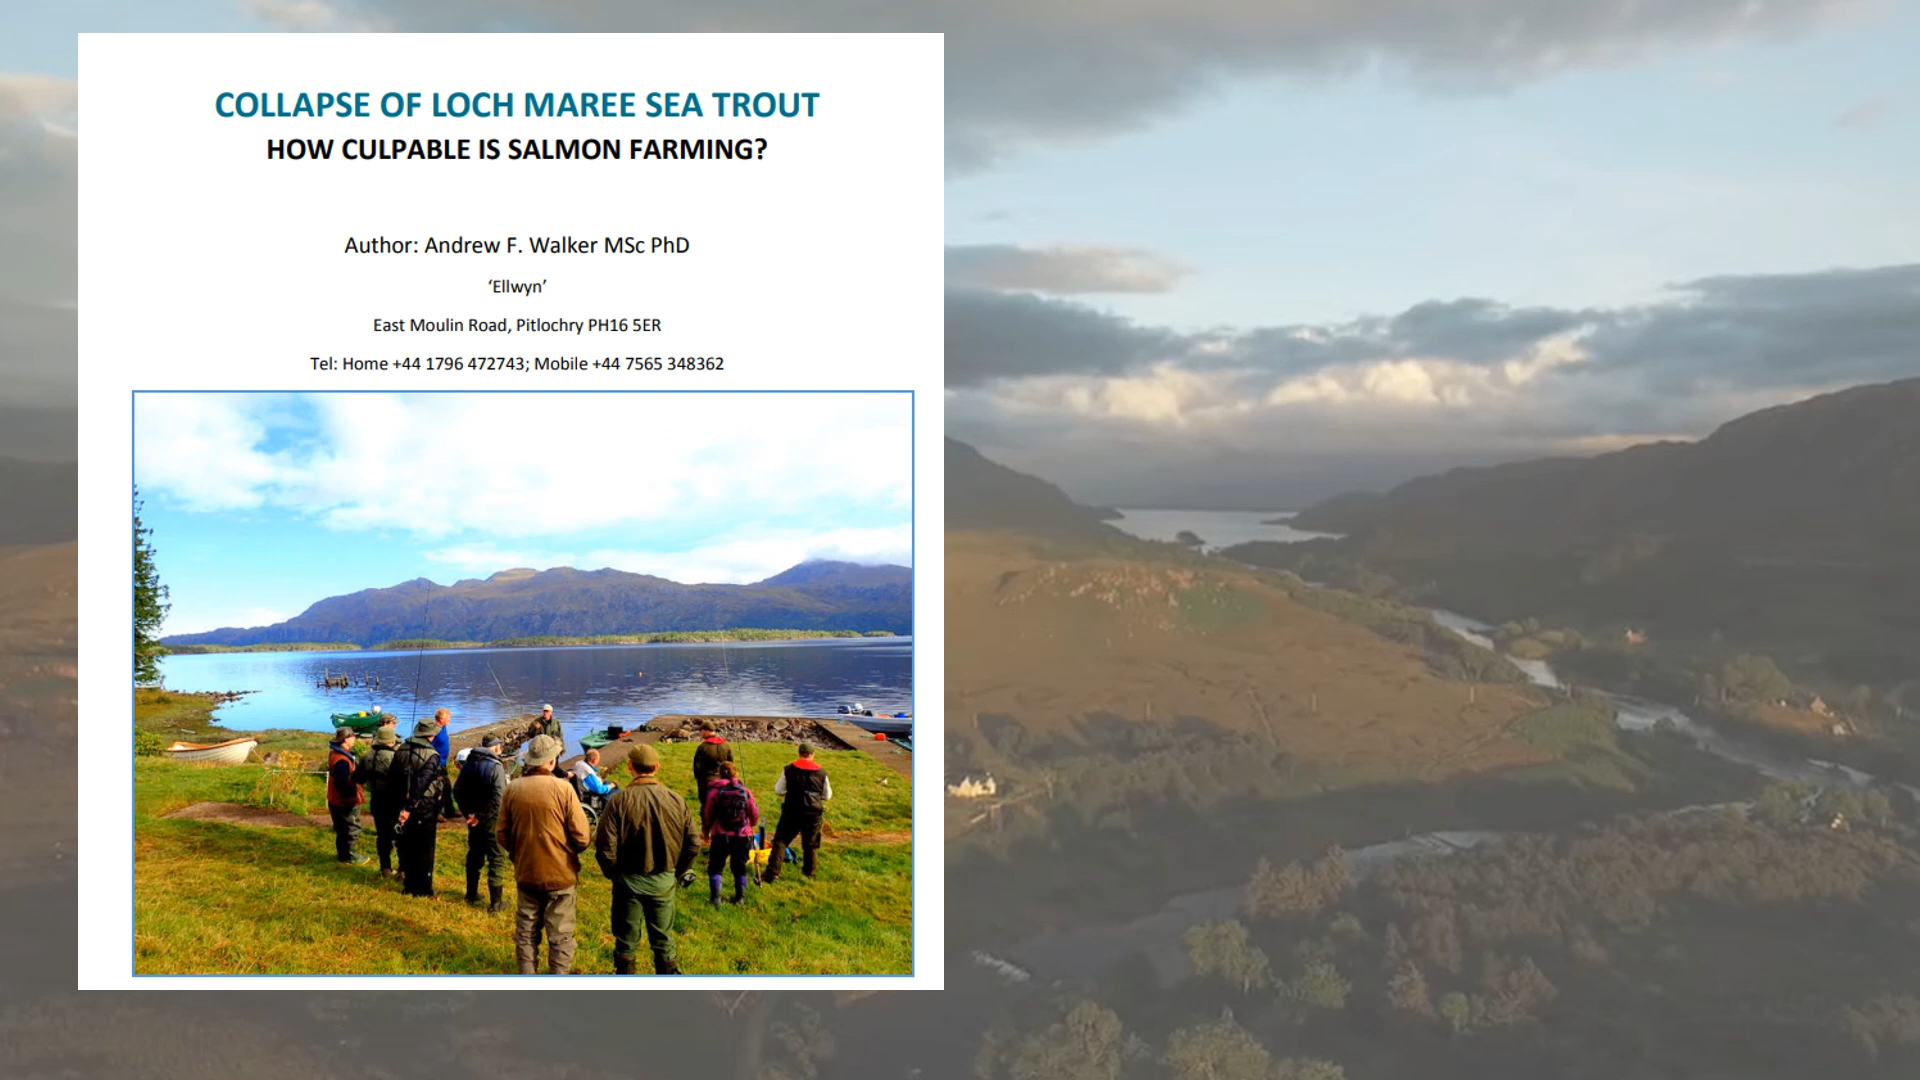 COLLAPSE OF LOCH MAREE SEA TROUT
HOW CULPABLE IS SALMON FARMING?
Author: Andrew F. Walker MSc PhD
‘Ellwyn’
East Moulin Road, Pitlochry PH16 5ER
Tel: Home +44 1796 472743; Mobile +44 7565 348362